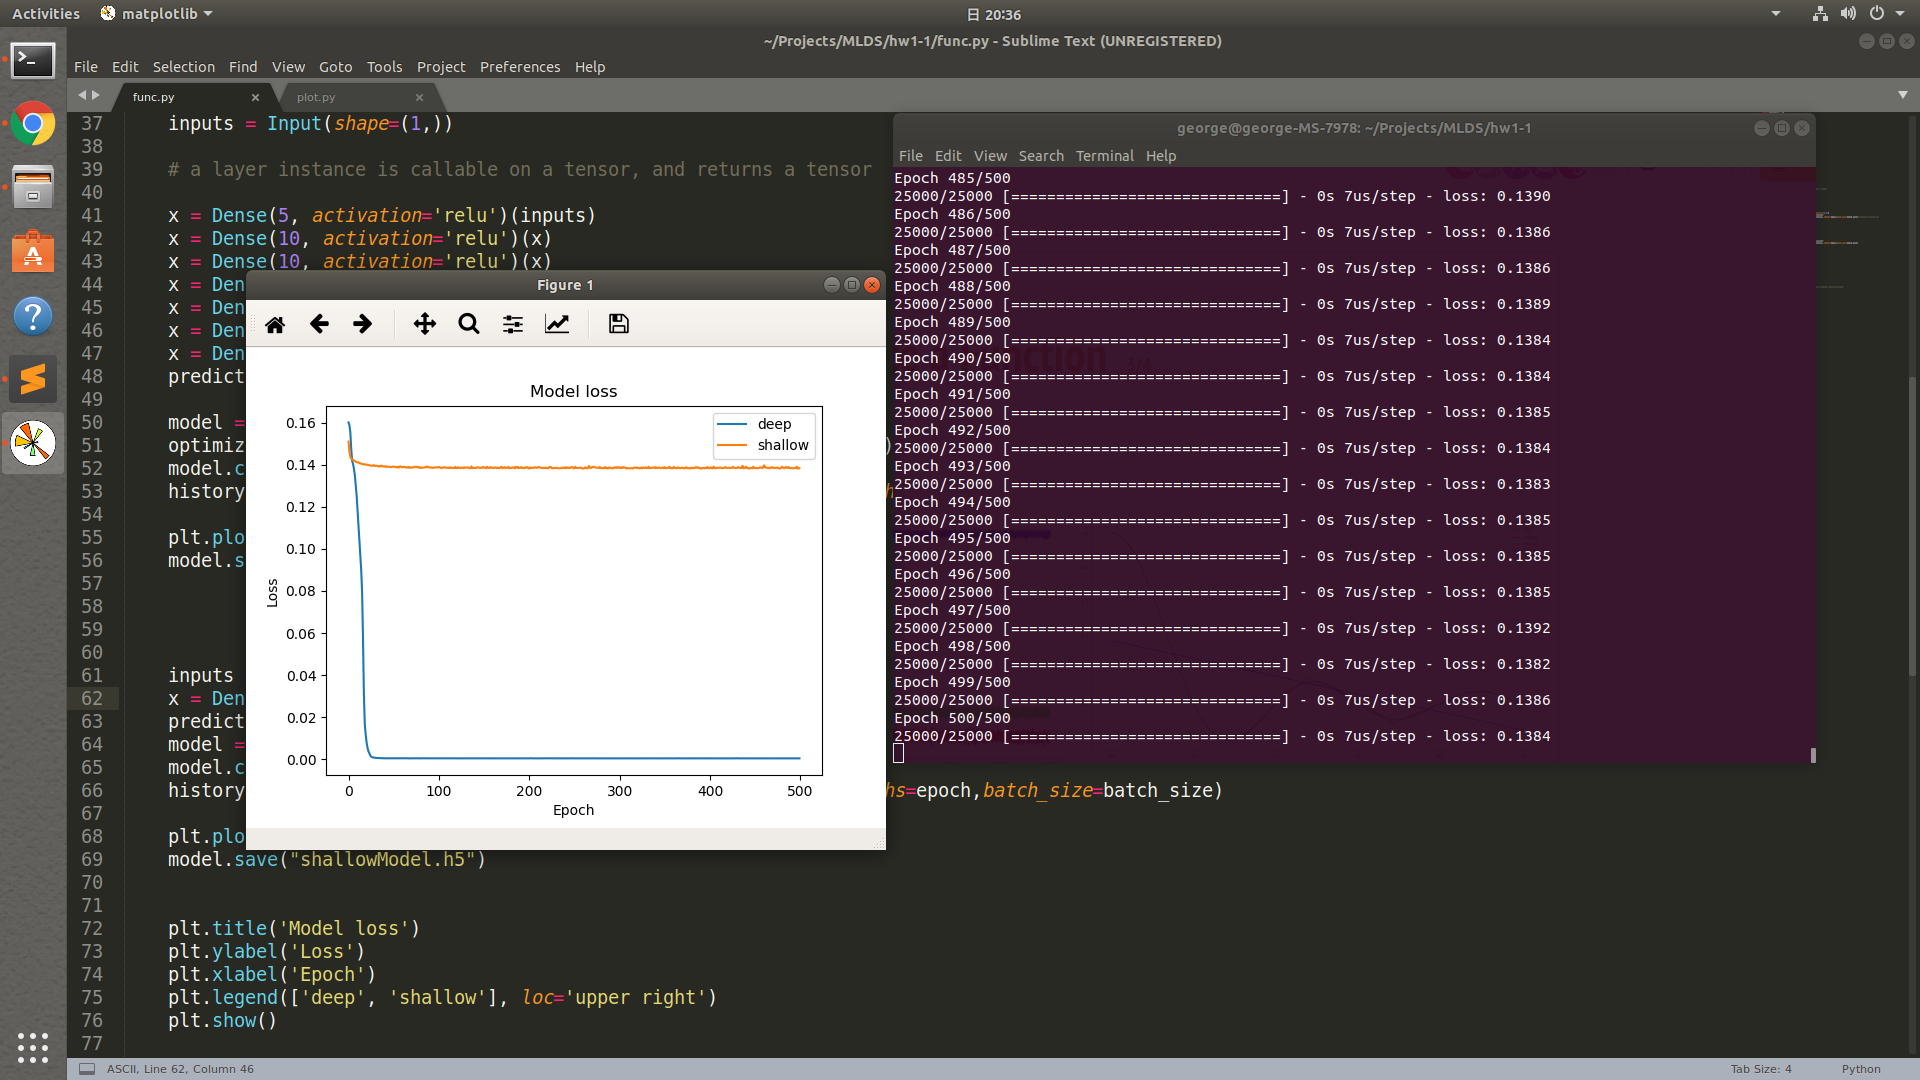 Activities matplotlib
日 20:36
~/Projects/MLDS/hw1-1/func.py - Sublime Text (UNREGISTERED)
File Edit Selection Find View Goto Tools Project Preferences Help
func.py × plot.py ×
37 inputs = Input(shape=(1,))
38
39 # a layer instance is callable on a tensor, and returns a tensor
40
41 x = Dense(5, activation='relu')(inputs)
42 x = Dense(10, activation='relu')(x)
43 x = Dense(10, activation='relu')(x)
44 x = Den
45 x = Den
46 x = Den
47 x = Den
48 predict
49
50 model =
51 optimiz )
52 model.c
53 history h
54
55 plt.plo
56 model.s
57
58
59
60
61 inputs
62 x = Den
63 predict
64 model =
65 model.c
66 history hs=epoch,batch_size=batch_size)
67
68 plt.plo
69 model.save("shallowModel.h5")
70
71
72 plt.title('Model loss')
73 plt.ylabel('Loss')
74 plt.xlabel('Epoch')
75 plt.legend(['deep', 'shallow'], loc='upper right')
76 plt.show()
77
Figure 1
Model loss
deep
shallow
0.16
0.14
0.12
0.10
0.08
0.06
0.04
0.02
0.00
Loss
0 100 200 300 400 500
Epoch
george@george-MS-7978: ~/Projects/MLDS/hw1-1
File Edit View Search Terminal Help
Epoch 485/500
25000/25000 [==============================] - 0s 7us/step - loss: 0.1390
Epoch 486/500
25000/25000 [==============================] - 0s 7us/step - loss: 0.1386
Epoch 487/500
25000/25000 [==============================] - 0s 7us/step - loss: 0.1386
Epoch 488/500
25000/25000 [==============================] - 0s 7us/step - loss: 0.1389
Epoch 489/500
25000/25000 [==============================] - 0s 7us/step - loss: 0.1384
Epoch 490/500
25000/25000 [==============================] - 0s 7us/step - loss: 0.1384
Epoch 491/500
25000/25000 [==============================] - 0s 7us/step - loss: 0.1385
Epoch 492/500
25000/25000 [==============================] - 0s 7us/step - loss: 0.1384
Epoch 493/500
25000/25000 [==============================] - 0s 7us/step - loss: 0.1383
Epoch 494/500
25000/25000 [==============================] - 0s 7us/step - loss: 0.1385
Epoch 495/500
25000/25000 [==============================] - 0s 7us/step - loss: 0.1385
Epoch 496/500
25000/25000 [==============================] - 0s 7us/step - loss: 0.1385
Epoch 497/500
25000/25000 [==============================] - 0s 7us/step - loss: 0.1392
Epoch 498/500
25000/25000 [==============================] - 0s 7us/step - loss: 0.1382
Epoch 499/500
25000/25000 [==============================] - 0s 7us/step - loss: 0.1386
Epoch 500/500
25000/25000 [==============================] - 0s 7us/step - loss: 0.1384
ASCII, Line 62, Column 46
Tab Size: 4 Python